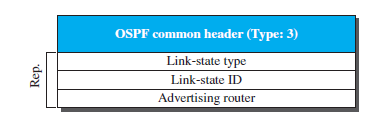 OSPF common header (Type: 3)
Rep.
Link-state type
Link-state ID
Advertising router